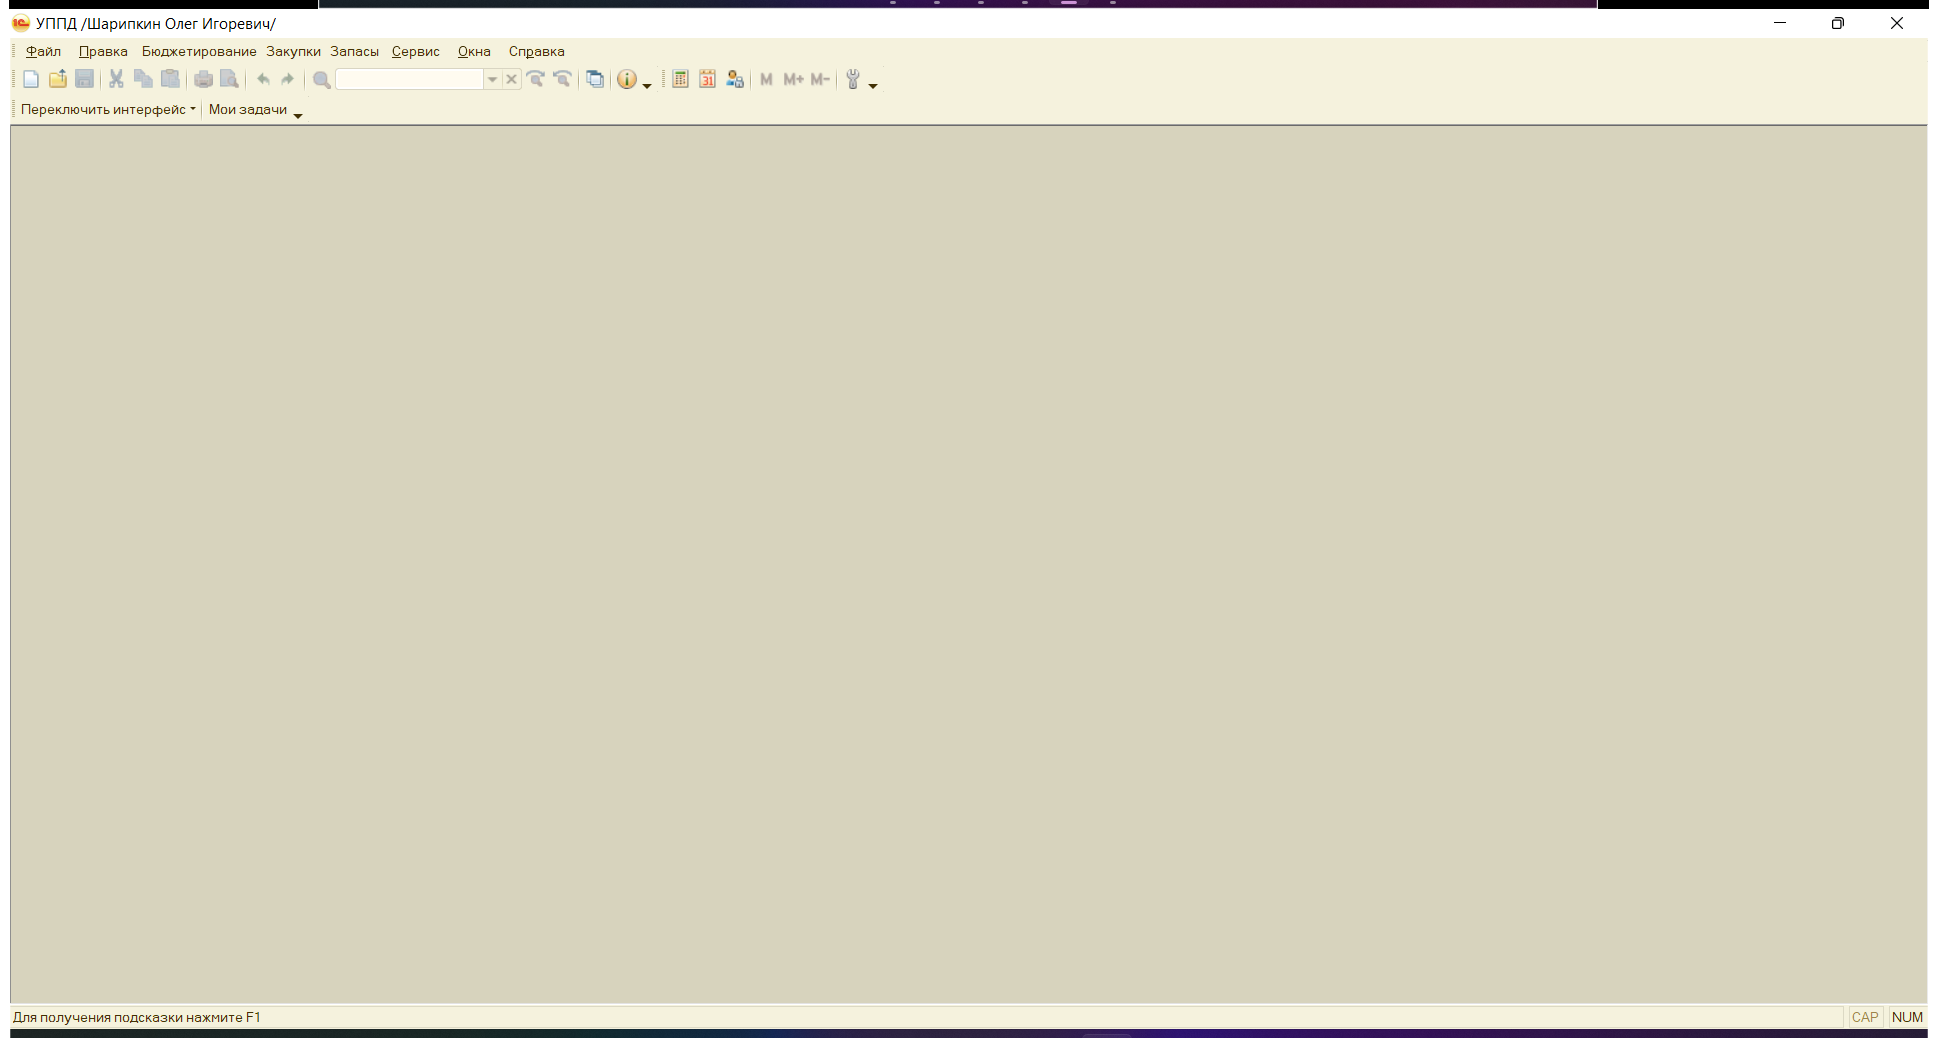 УППД /Шарипкин Олег Игоревич/
Файл Правка Бюджетирование Закупки Запасы Сервис Окна Справка
31 M M+ M-
Переключить интерфейс Мои задачи
Для получения подсказки нажмите F1 CAP NUM